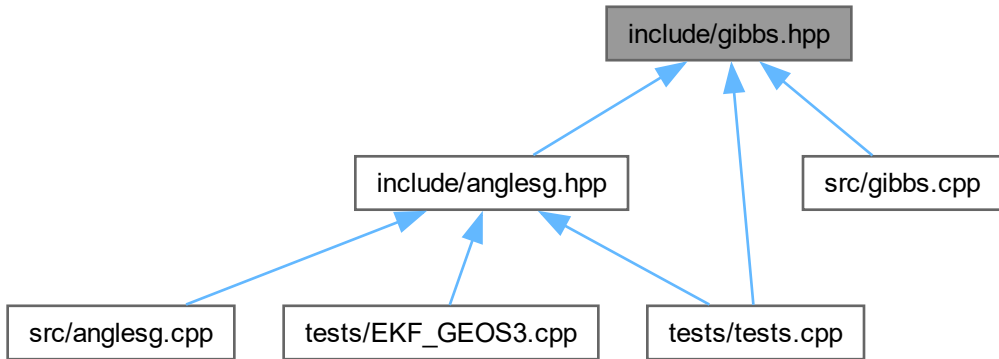 include/gibbs.hpp
include/anglesg.hpp
src/gibbs.cpp
src/anglesg.cpp
tests/EKF_GEOS3.cpp
tests/tests.cpp